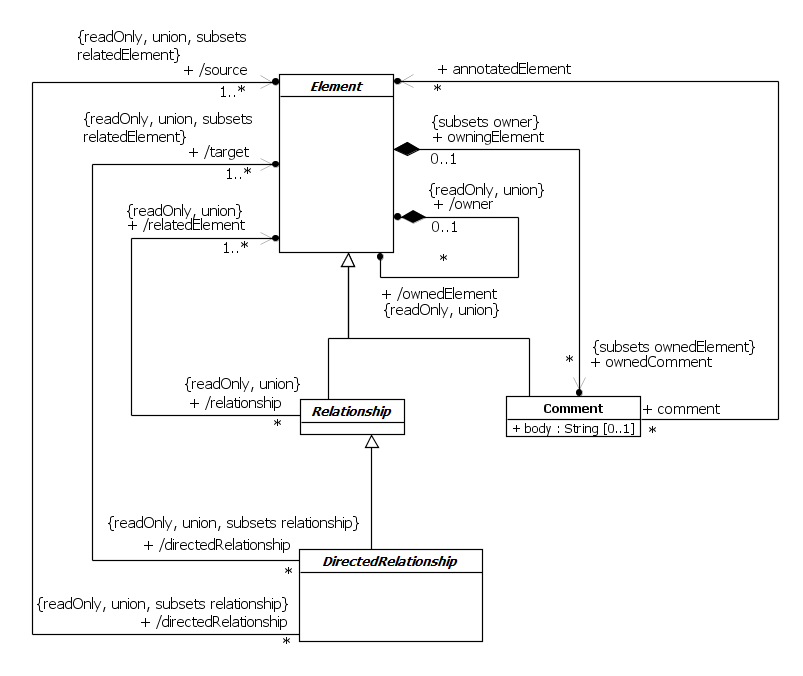 {readOnly, union, subsets
relatedElement}
+ /source
1..*
Element
+ annotatedElement
*
{readOnly, union, subsets
relatedElement}
+ /target
1..*
{subsets owner}
+ owningElement
0..1
{readOnly, union}
+ /relatedElement
1..*
{readOnly, union}
+ /owner
0..1
*
+ /ownedElement
{readOnly, union}
{subsets ownedElement}
* + ownedComment
{readOnly, union}
+ /relationship
*
Relationship
Comment
+ body : String [0..1]
+ comment
*
{readOnly, union, subsets relationship}
+ /directedRelationship
*
DirectedRelationship
{readOnly, union, subsets relationship}
+ /directedRelationship
*